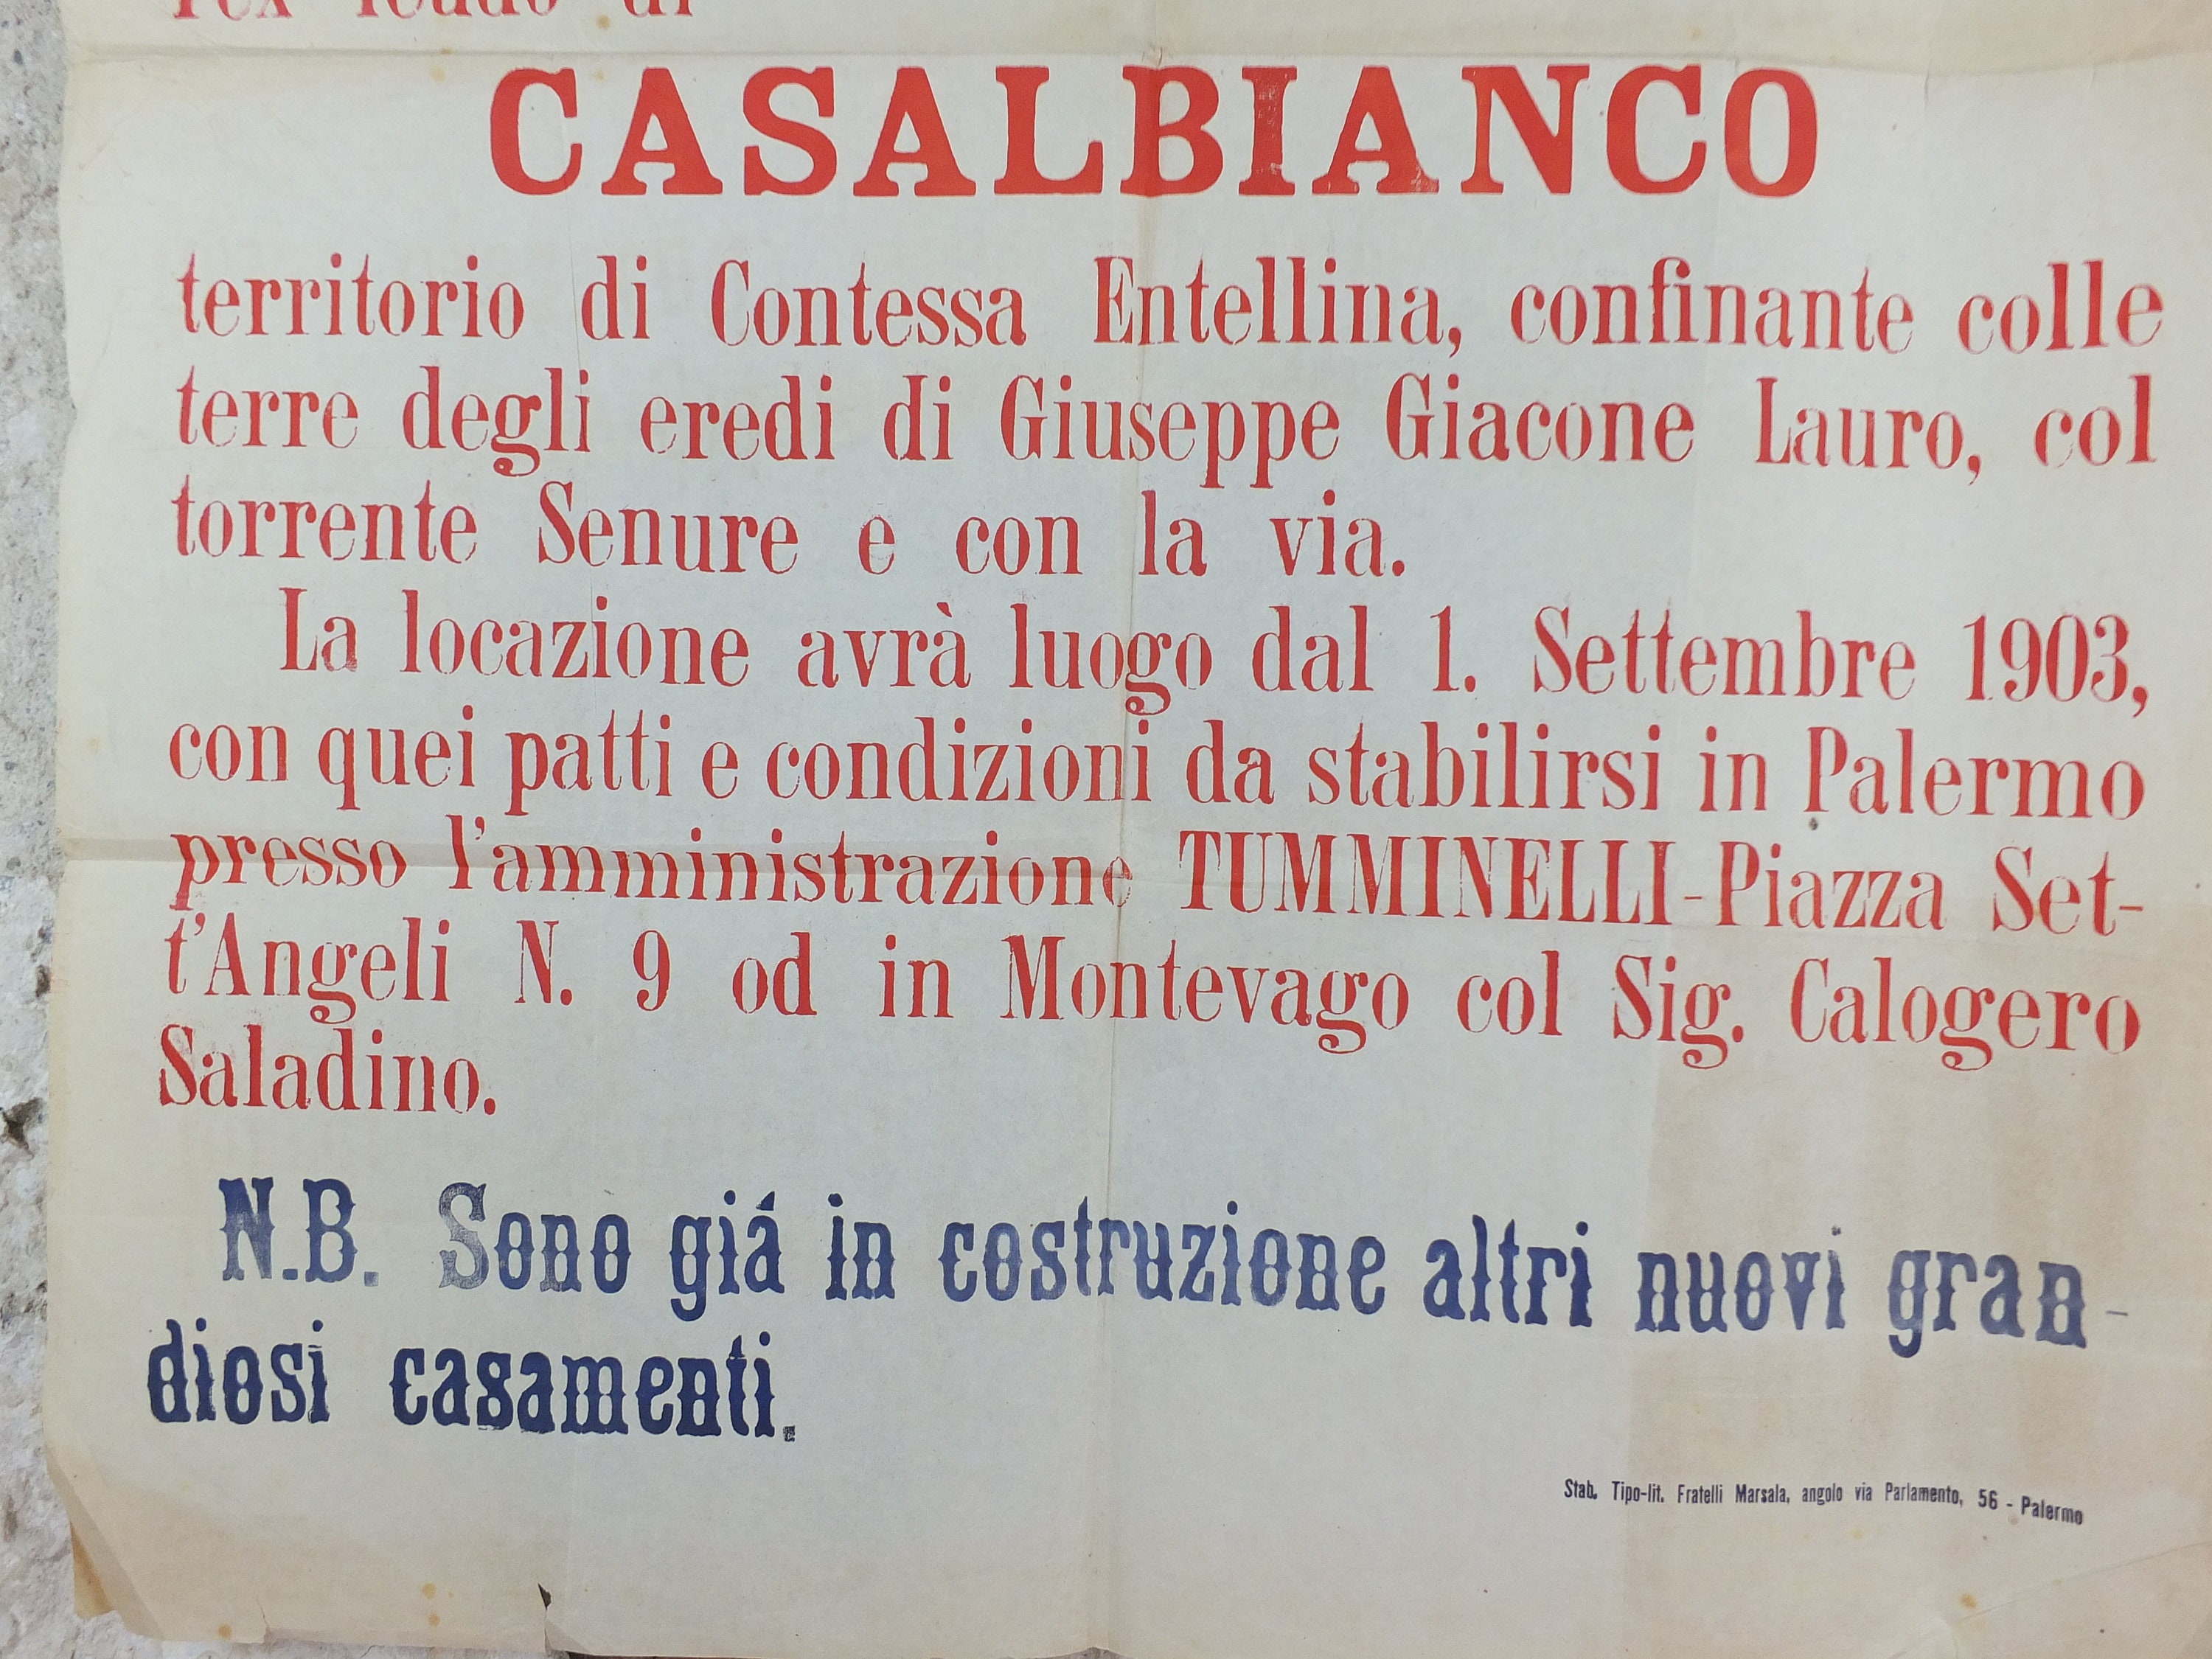 l'ex feudo di
CASALBIANCO
territorio di Contessa Entellina, confinante colle
terre degli eredi di Giuseppe Giacone Lauro, col
torrente Senure e con la via.
La locazione avrà luogo dal 1. Settembre 1903,
con quei patti e condizioni da stabilirsi in Palermo
presso l'amministrazione TUMMINELLI-Piazza Set-
t'Angeli N. 9 od in Montevago col Sig. Calogero
Saladino.
N.B. Sono giá in costruzione altri nuovi gran-
diosi casamenti.
Stab. Tipo-lit. Fratelli Marsala, angolo via Parlamento, 56 - Palermo